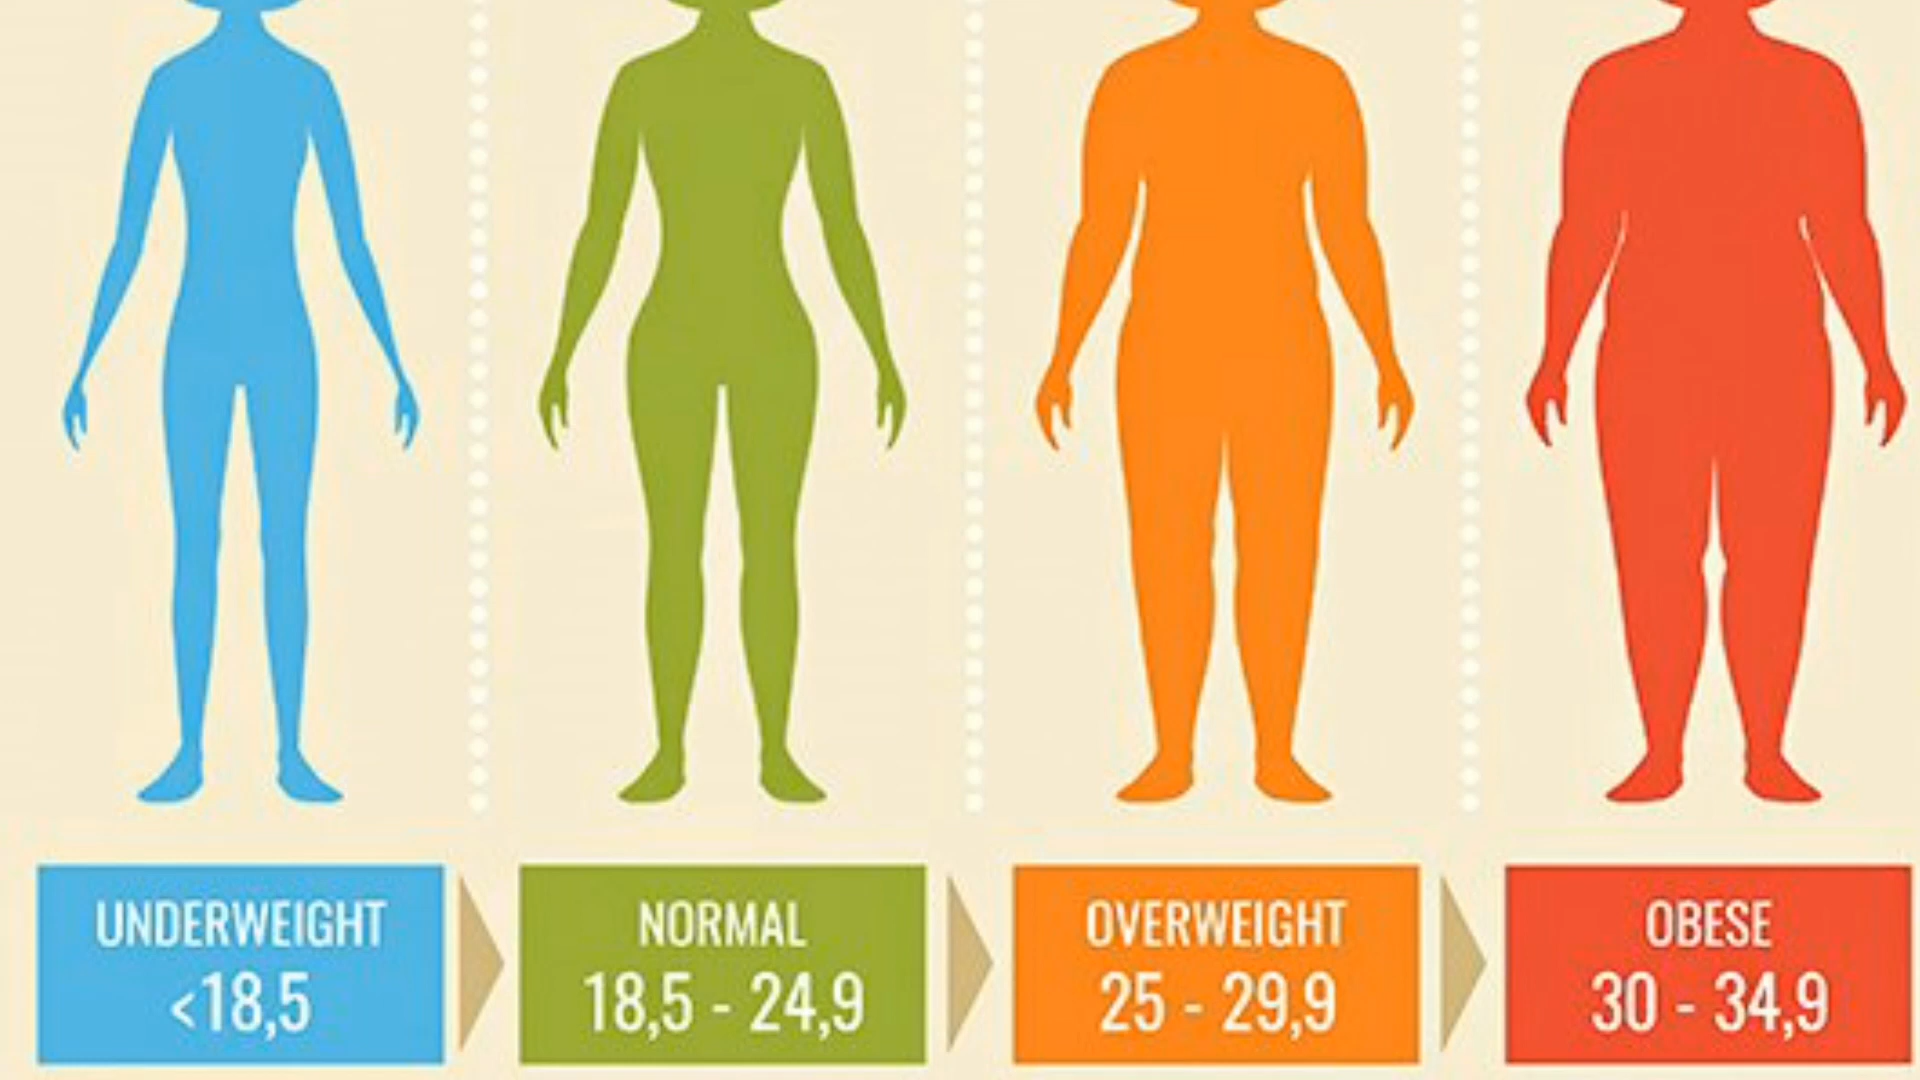 UNDERWEIGHT
<18,5
NORMAL
18,5 - 24,9
OVERWEIGHT
25 - 29,9
OBESE
30 - 34,9